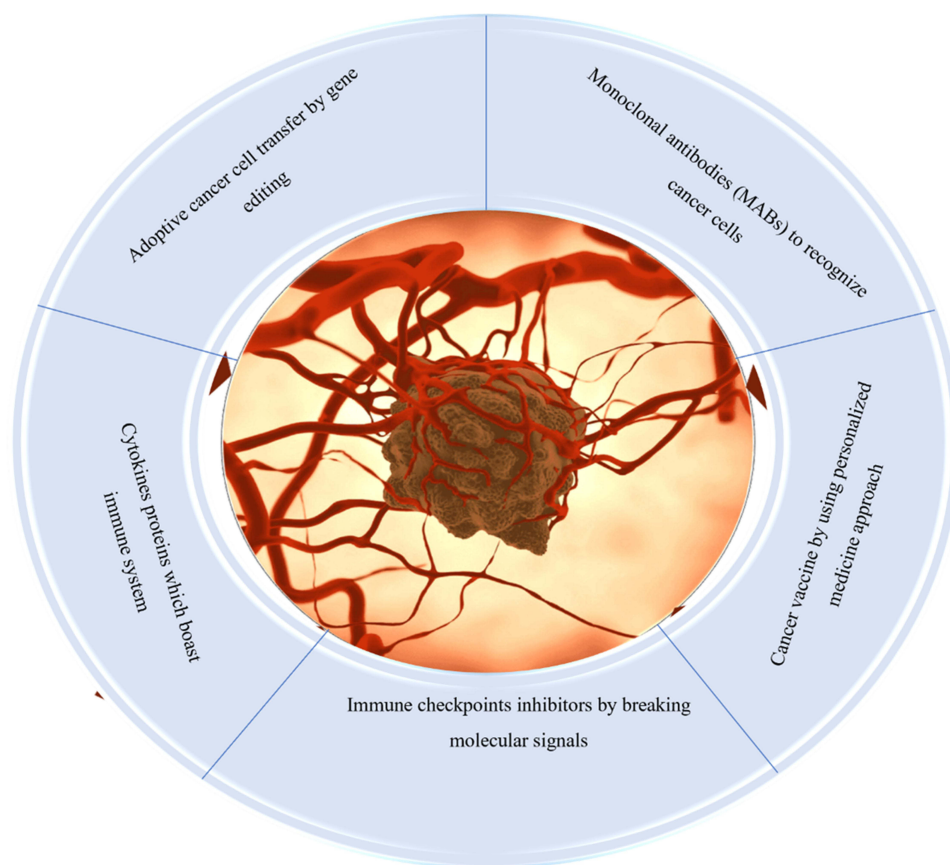 Adoptive cancer cell transfer by gene
editing
Monoclonal antibodies (MABs) to recognize
cancer cells
Cancer vaccine by using personalized
medicine approach
Immune checkpoints inhibitors by breaking
molecular signals
Cytokines proteins which boast
immune system